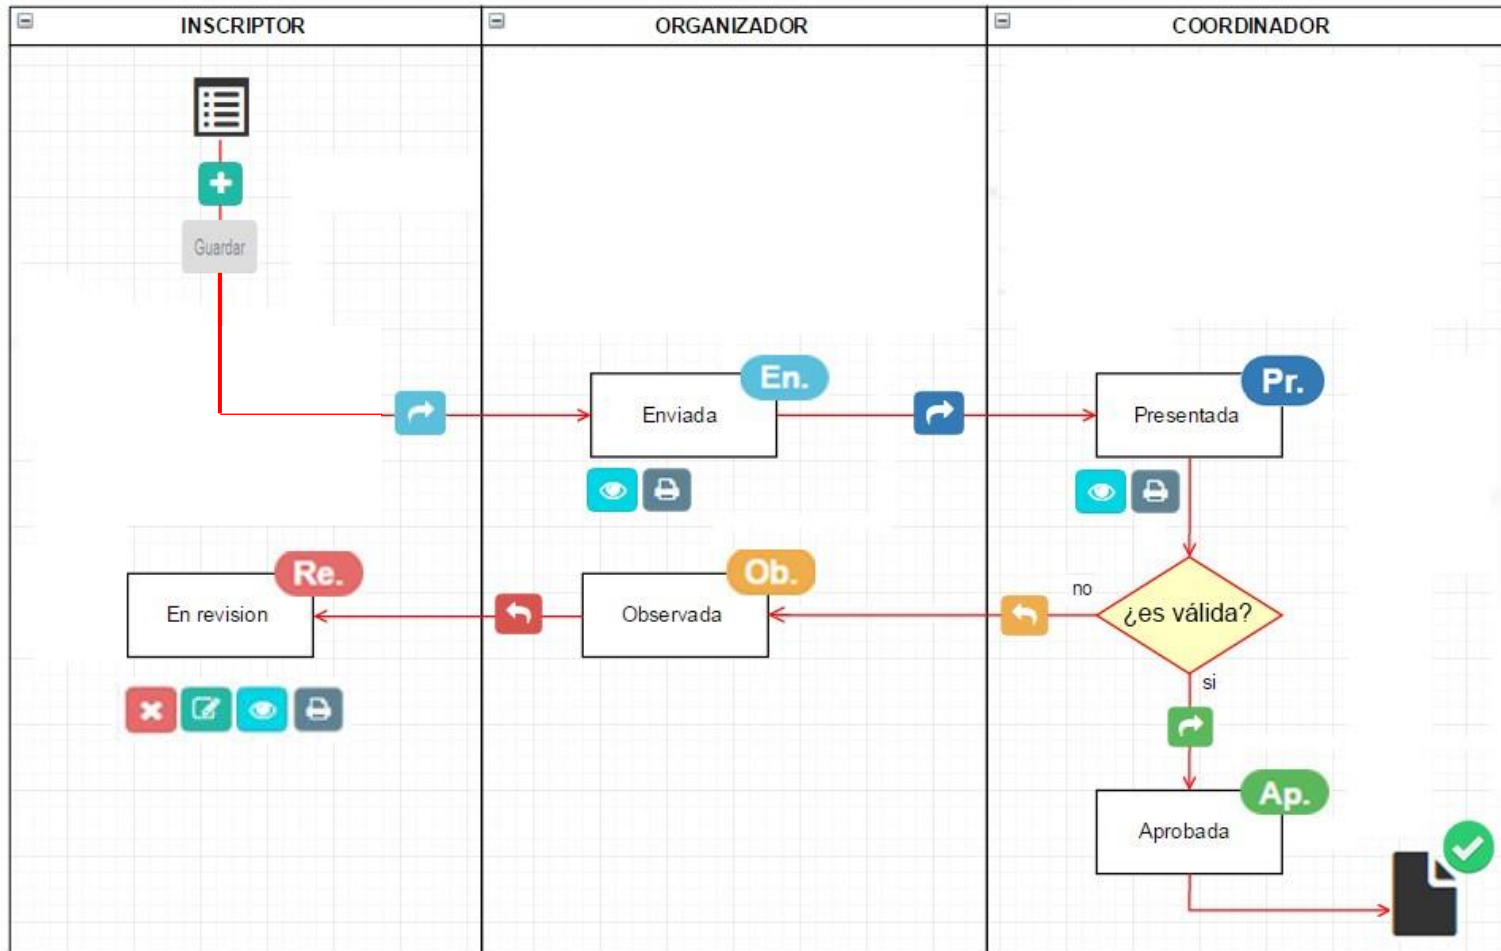 INSCRIPTOR
ORGANIZADOR
COORDINADOR
Guardar
En.
Enviada
Pr.
Presentada
Re.
En revision
Ob.
Observada
no
¿es válida?
si
Ap.
Aprobada